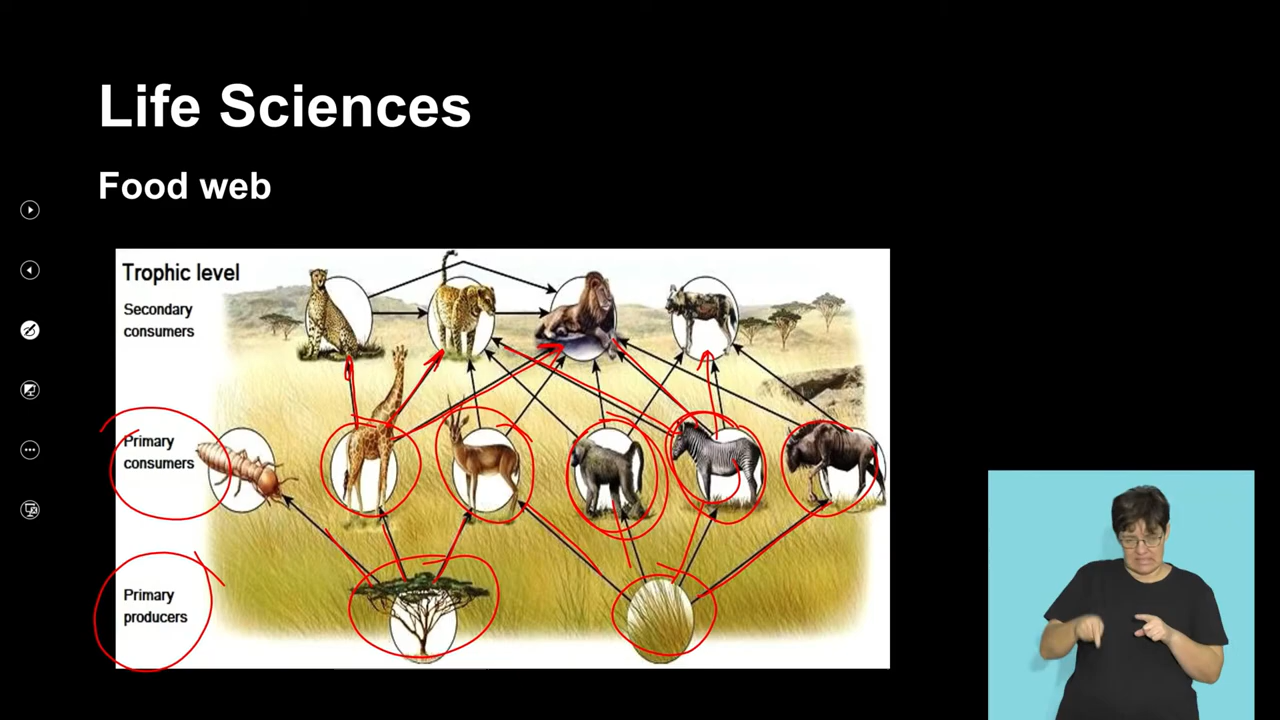 Life Sciences
Food web
Trophic level
Secondary
consumers
Primary
consumers
Primary
producers